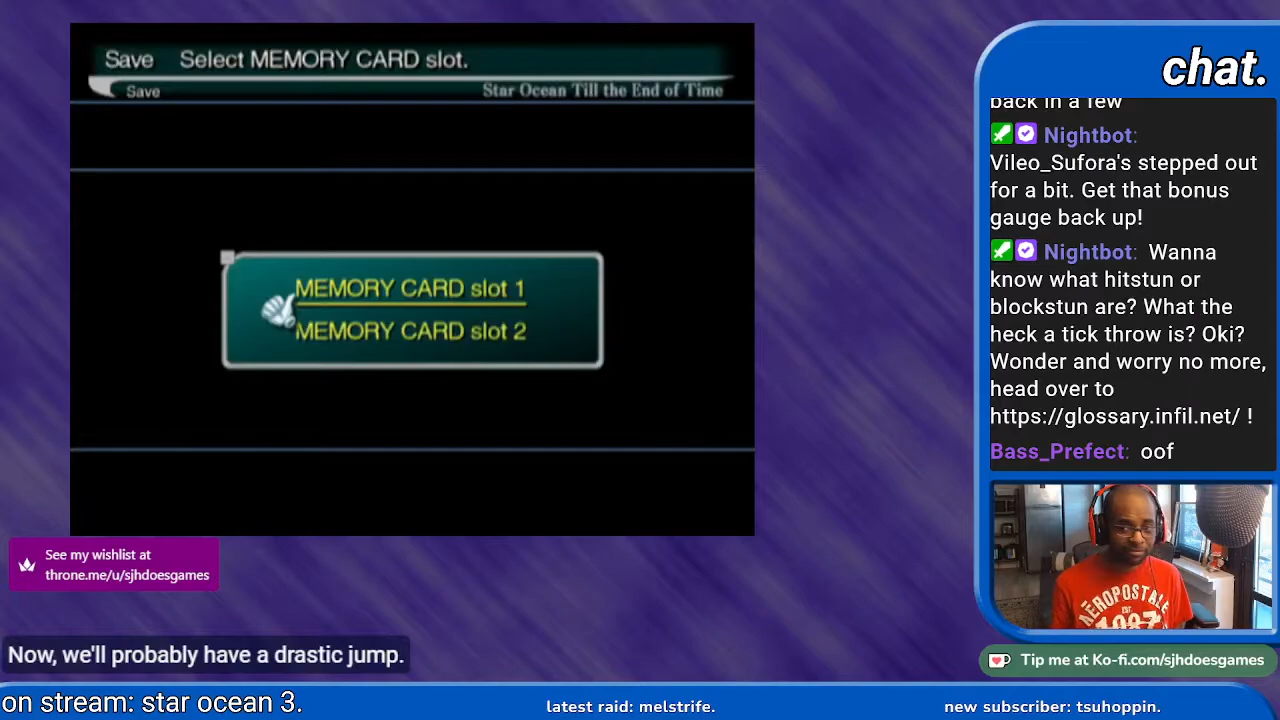 Save Select MEMORY CARD slot.
Save
Star Ocean Till the End of Time
MEMORY CARD slot 1
MEMORY CARD slot 2
chat.
back in a few
Nightbot:
Vileo_Sufora's stepped out
for a bit. Get that bonus
gauge back up!
Nightbot: Wanna
know what hitstun or
blockstun are? What the
heck a tick throw is? Oki?
Wonder and worry no more,
head over to
https://glossary.infil.net/ !
Bass_Prefect: oof
AÉROPOSTALE
EST
1987
See my wishlist at
throne.me/u/sjhdoesgames
Now, we'll probably have a drastic jump.
Tip me at Ko-fi.com/sjhdoesgames
on stream: star ocean 3.
latest raid: melstrife.
new subscriber: tsuhoppin.